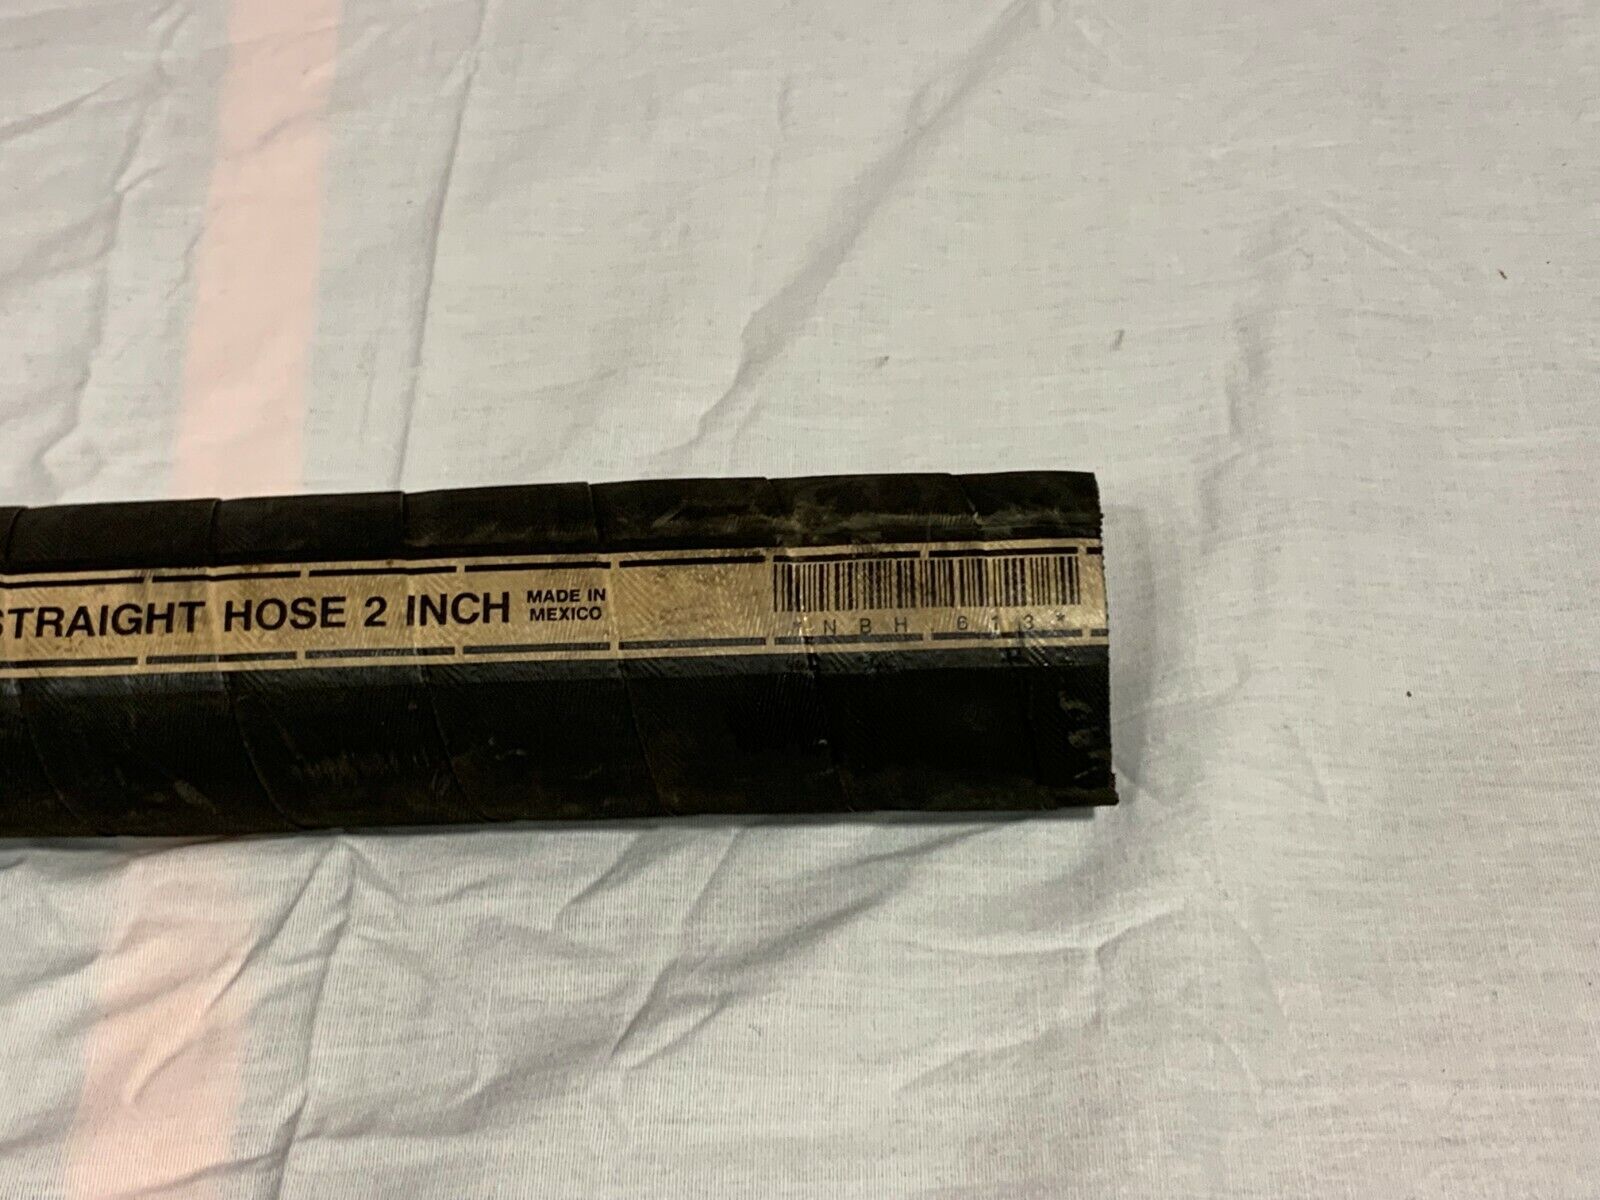 STRAIGHT HOSE 2 INCH MADE IN
MEXICO
*NBH 613*